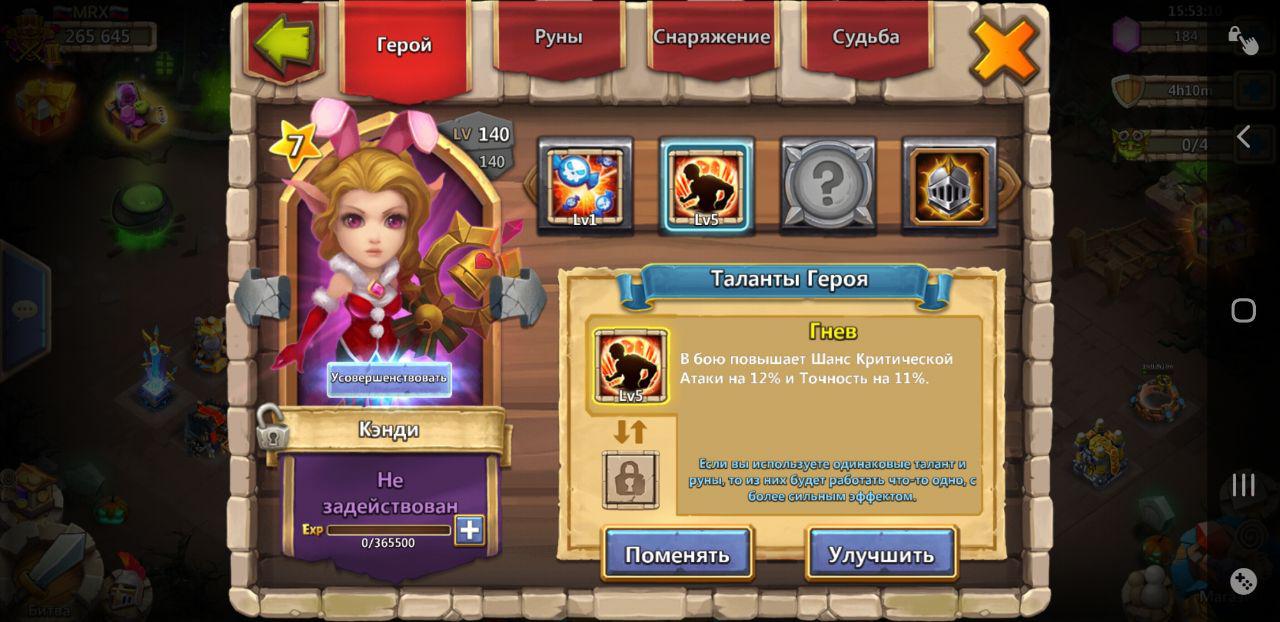 MRX
265 645
Герой
Руны
Снаряжение
Судьба
15:53:10
184
4h10m
0/4
7
LV 140
140
Lv1
Lv5
?
Таланты Героя
Гнев
В бою повышает Шанс Критической
Атаки на 12% и Точность на 11%.
Lv5
Если вы используете одинаковые талант и
руны, то из них будет работать что-то одно, с
более сильным эффектом.
Поменять
Улучшить
Усовершенствовать
Кэнди
Не
задействован
Exp
0/365500
Битва